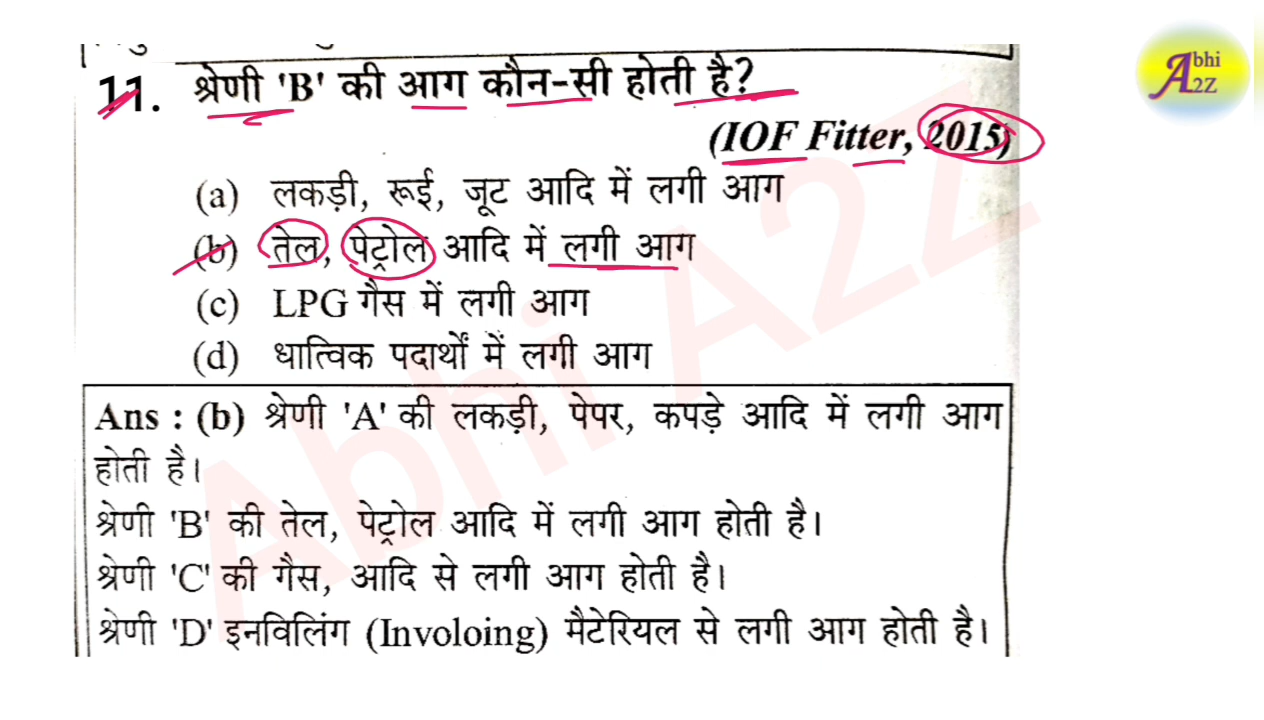 Abhi
A2Z
11. श्रेणी 'B' की आग कौन-सी होती है?
(IOF Fitter, 2015)
(a) लकड़ी, रूई, जूट आदि में लगी आग
(b) तेल, पेट्रोल आदि में लगी आग
(c) LPG गैस में लगी आग
(d) धात्विक पदार्थों में लगी आग
Ans : (b) श्रेणी 'A' की लकड़ी, पेपर, कपड़े आदि में लगी आग
होती है।
श्रेणी 'B' की तेल, पेट्रोल आदि में लगी आग होती है।
श्रेणी 'C' की गैस, आदि से लगी आग होती है।
श्रेणी 'D' इनविलिंग (Involoing) मैटेरियल से लगी आग होती है।
Abhi A2Z